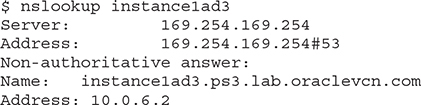 $ nslookup instance1ad3
Server: 169.254.169.254
Address: 169.254.169.254#53
Non-authoritative answer:
Name: instance1ad3.ps3.lab.oraclevcn.com
Address: 10.0.6.2